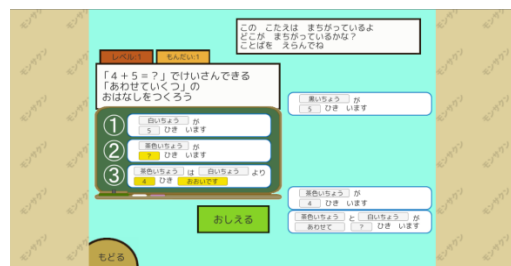 この こたえは まちがっているよ
どこが まちがっているかな？
ことばを えらんでね
レベル:1 もんだい:1
「４＋５＝？」でけいさんできる
「あわせていくつ」の
おはなしをつくろう
① 白いちょう が
5 ひき います
② 茶色いちょう が
? ひき います
③ 茶色いちょう は 白いちょう より
4 ひき おおいです
黒いちょう が
5 ひき います
茶色いちょう が
4 ひき います
茶色いちょう と 白いちょう が
あわせて ? ひき います
おしえる
もどる
モンサクン